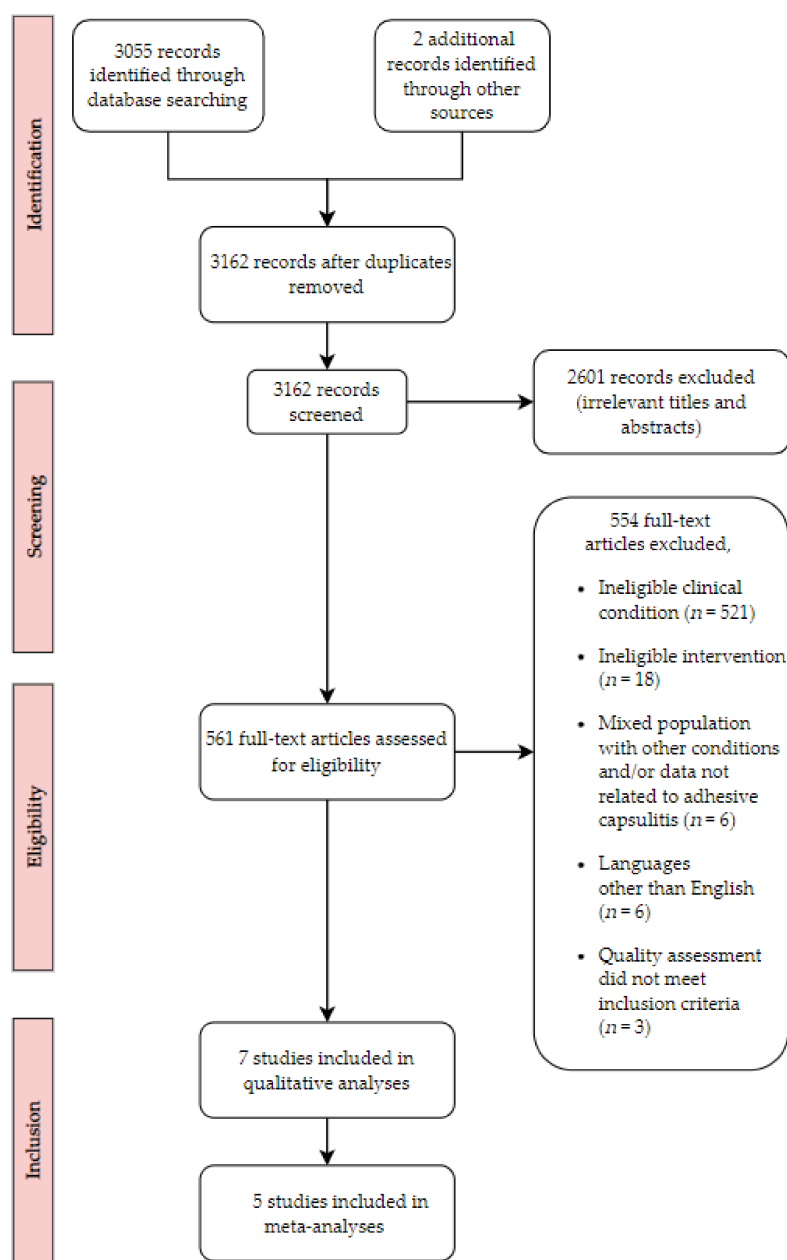 Identification
3055 records
identified through
database searching
2 additional
records identified
through other
sources
3162 records after duplicates
removed
Screening
3162 records
screened
2601 records excluded
(irrelevant titles and
abstracts)
Eligibility
561 full-text articles assessed
for eligibility
554 full-text
articles excluded,
• Ineligible clinical
condition (n = 521)
• Ineligible intervention
(n = 18)
• Mixed population
with other conditions
and/or data not
related to adhesive
capsulitis (n = 6)
• Languages
other than English
(n = 6)
• Quality assessment
did not meet
inclusion criteria
(n = 3)
Inclusion
7 studies included in
qualitative analyses
5 studies included in
meta-analyses